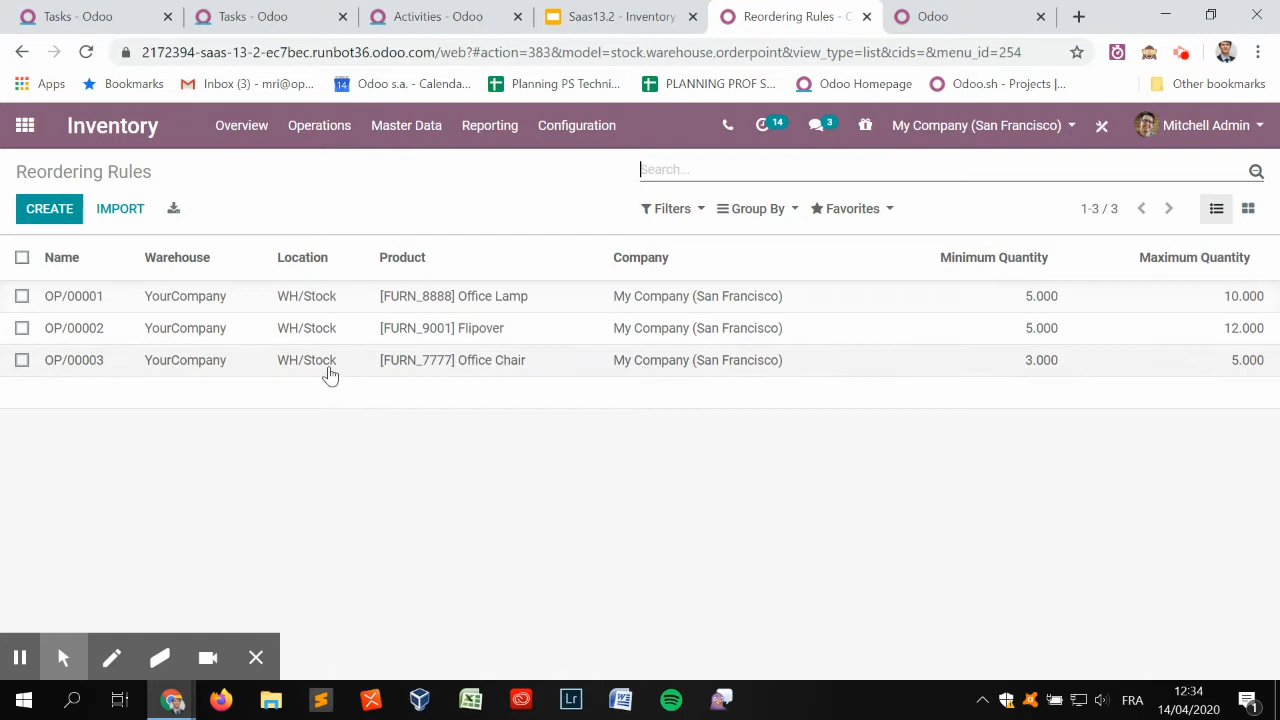 Tasks - Odoo
Tasks - Odoo
Activities - Odoo
Saas13.2 - Inventory
Reordering Rules - O
Odoo
2172394-saas-13-2-ec7bec.runbot36.odoo.com/web?#action=383&model=stock.warehouse.orderpoint&view_type=list&cids=&menu_id=254
Apps Bookmarks Inbox (3) - mri@op... 14 Odoo s.a. - Calenda... Planning PS Techni... PLANNING PROF S... Odoo Homepage Odoo.sh - Projects |... Other bookmarks
Inventory Overview Operations Master Data Reporting Configuration 14 3 My Company (San Francisco) Mitchell Admin
Reordering Rules Search...
CREATE IMPORT Filters Group By Favorites 1-3 / 3
Name Warehouse Location Product Company Minimum Quantity Maximum Quantity
OP/00001 YourCompany WH/Stock [FURN_8888] Office Lamp My Company (San Francisco) 5.000 10.000
OP/00002 YourCompany WH/Stock [FURN_9001] Flipover My Company (San Francisco) 5.000 12.000
OP/00003 YourCompany WH/Stock [FURN_7777] Office Chair My Company (San Francisco) 3.000 5.000
Lr
FRA
12:34
14/04/2020
1